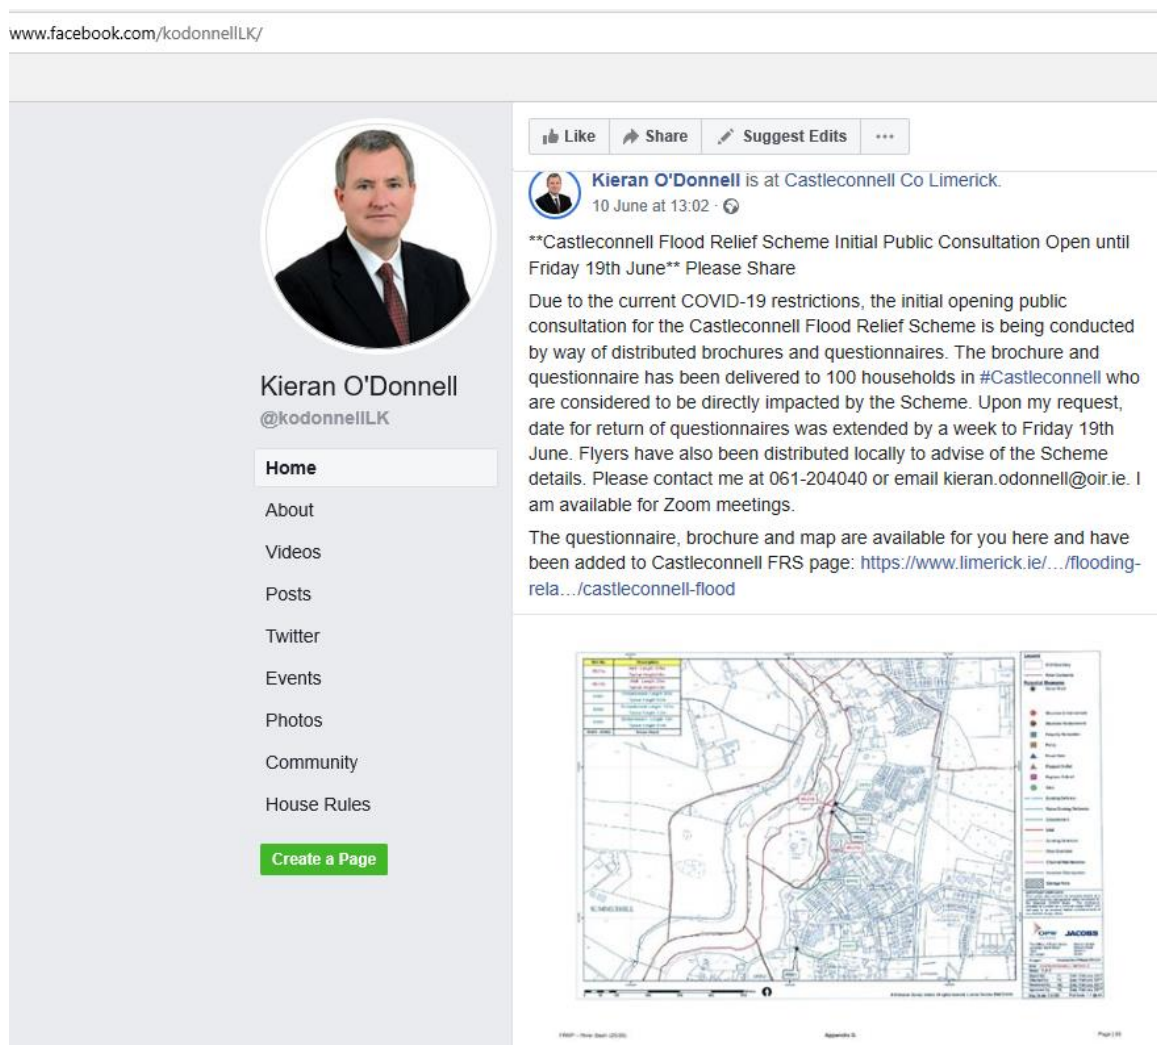 www.facebook.com/kodonnellLK/
Like
Share
Suggest Edits
Kieran O'Donnell is at Castleconnell Co Limerick.
10 June at 13:02 ·
**Castleconnell Flood Relief Scheme Initial Public Consultation Open until
Friday 19th June** Please Share
Due to the current COVID-19 restrictions, the initial opening public
consultation for the Castleconnell Flood Relief Scheme is being conducted
by way of distributed brochures and questionnaires. The brochure and
questionnaire has been delivered to 100 households in #Castleconnell who
are considered to be directly impacted by the Scheme. Upon my request,
date for return of questionnaires was extended by a week to Friday 19th
June. Flyers have also been distributed locally to advise of the Scheme
details. Please contact me at 061-204040 or email kieran.odonnell@oir.ie. I
am available for Zoom meetings.
The questionnaire, brochure and map are available for you here and have
been added to Castleconnell FRS page: https://www.limerick.ie/…/flooding-
rela…/castleconnell-flood
Kieran O'Donnell
@kodonnellLK
Home
About
Videos
Posts
Twitter
Events
Photos
Community
House Rules
Create a Page
Legend
OPW
JACOBS